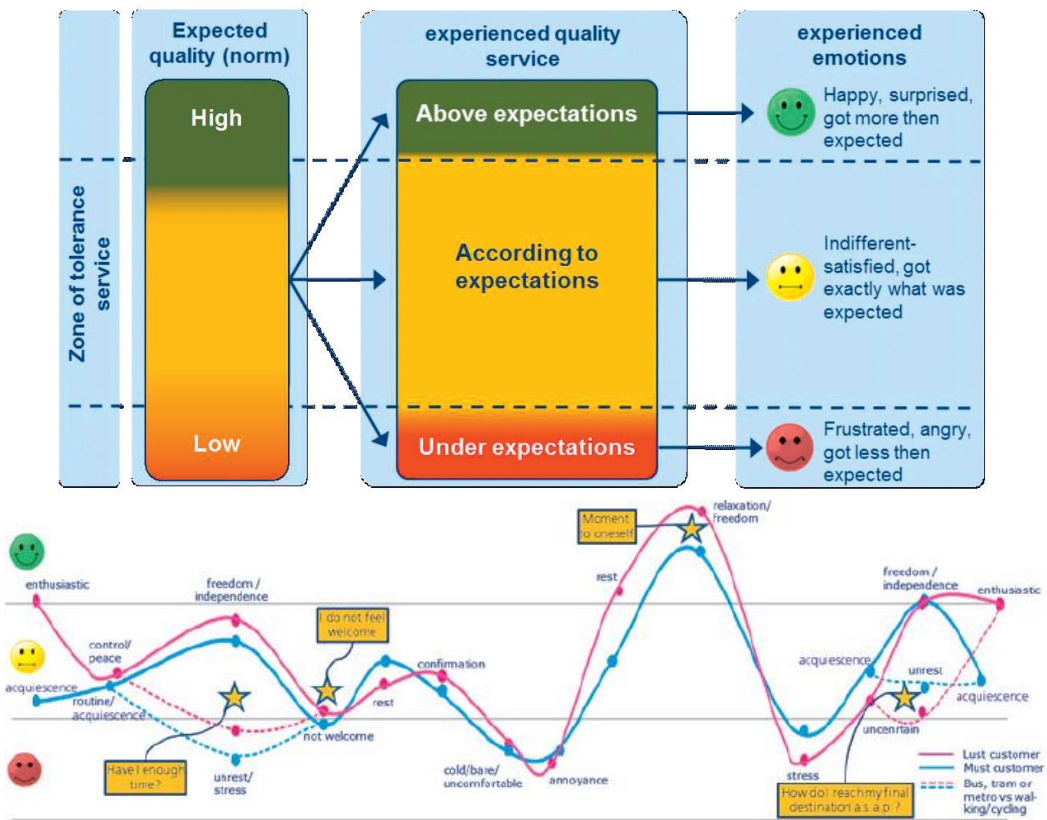 Zone of tolerance
service
Expected
quality (norm)
High
Low
experienced quality
service
Above expectations
According to
expectations
Under expectations
experienced
emotions
Happy, surprised,
got more then
expected
Indifferent-
satisfied, got
exactly what was
expected
Frustrated, angry,
got less then
expected
enthusiastic
acquiescence
control/
peace
routine/
acquiescence
freedom /
independence
Have I enough
time?
unrest/
stress
I do not feel
welcome
not welcome
rest
confirmation
cold/bare/
uncomfortable
annoyance
rest
Moment
to oneself
relaxation/
freedom
stress
acquiescence
freedom /
independence
unrest
uncenrtain
How do I reach my final
destination a.s.a.p.?
enthusiastic
acquiescence
Lust customer
Must customer
Bus, tram or
metro vs wal-
king/cycling